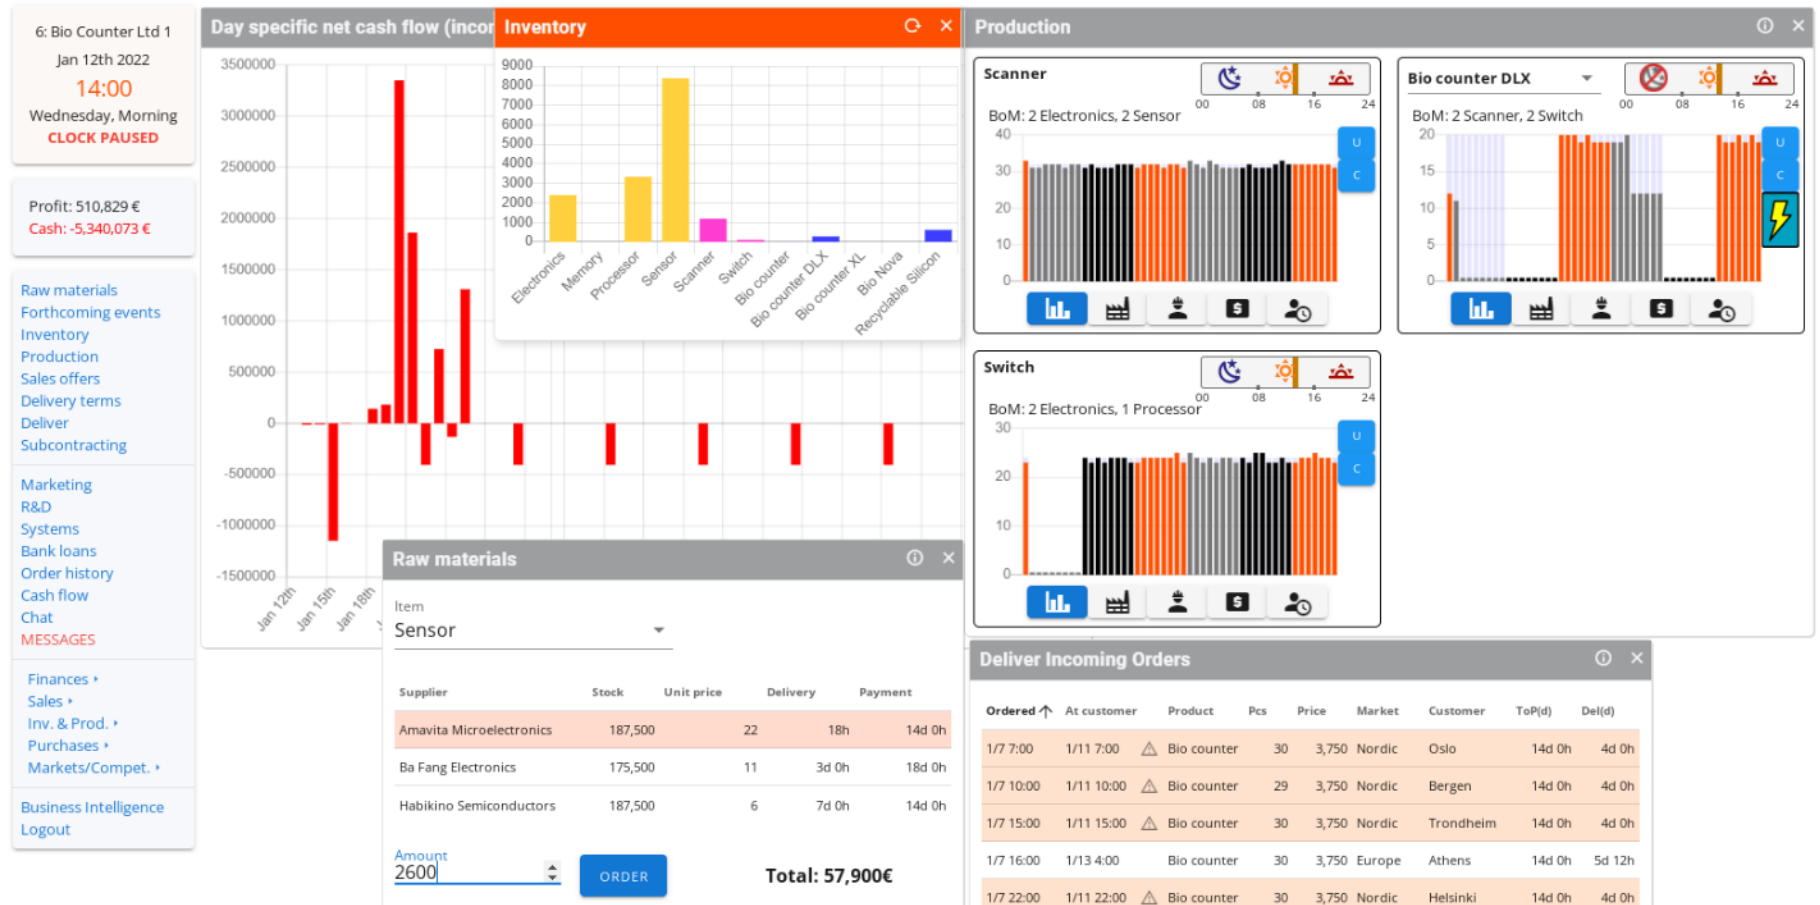 6: Bio Counter Ltd 1
Jan 12th 2022
14:00
Wednesday, Morning
CLOCK PAUSED
Profit: 510,829 €
Cash: -5,340,073 €
Raw materials
Forthcoming events
Inventory
Production
Sales offers
Delivery terms
Deliver
Subcontracting
Marketing
R&D
Systems
Bank loans
Order history
Cash flow
Chat
MESSAGES
Finances
Sales
Inv. & Prod.
Purchases
Markets/Compet.
Business Intelligence
Logout
Day specific net cash flow (incor
3500000
3000000
2500000
2000000
1500000
1000000
500000
0
-500000
-1000000
-1500000
Jan 12th
Jan 15th
Jan 18th
Inventory
9000
8000
7000
6000
5000
4000
3000
2000
1000
0
Electronics
Memory
Processor
Sensor
Scanner
Switch
Bio counter
Bio counter DLX
Bio counter XL
Bio Nova
Recyclable Silicon
Production
Scanner
00 08 16 24
BoM: 2 Electronics, 2 Sensor
40
30
20
10
0
U
C
Bio counter DLX
00 08 16 24
BoM: 2 Scanner, 2 Switch
20
15
10
5
0
U
C
Switch
00 08 16 24
BoM: 2 Electronics, 1 Processor
30
20
10
0
U
C
Raw materials
Item
Sensor
Supplier Stock Unit price Delivery Payment
Amavita Microelectronics 187,500 22 18h 14d 0h
Ba Fang Electronics 175,500 11 3d 0h 18d 0h
Habikino Semiconductors 187,500 6 7d 0h 14d 0h
Amount
2600
ORDER
Total: 57,900€
Deliver Incoming Orders
Ordered At customer Product Pcs Price Market Customer ToP(d) Del(d)
1/7 7:00 1/11 7:00 Bio counter 30 3,750 Nordic Oslo 14d 0h 4d 0h
1/7 10:00 1/11 10:00 Bio counter 29 3,750 Nordic Bergen 14d 0h 4d 0h
1/7 15:00 1/11 15:00 Bio counter 30 3,750 Nordic Trondheim 14d 0h 4d 0h
1/7 16:00 1/13 4:00 Bio counter 30 3,750 Europe Athens 14d 0h 5d 12h
1/7 22:00 1/11 22:00 Bio counter 30 3,750 Nordic Helsinki 14d 0h 4d 0h